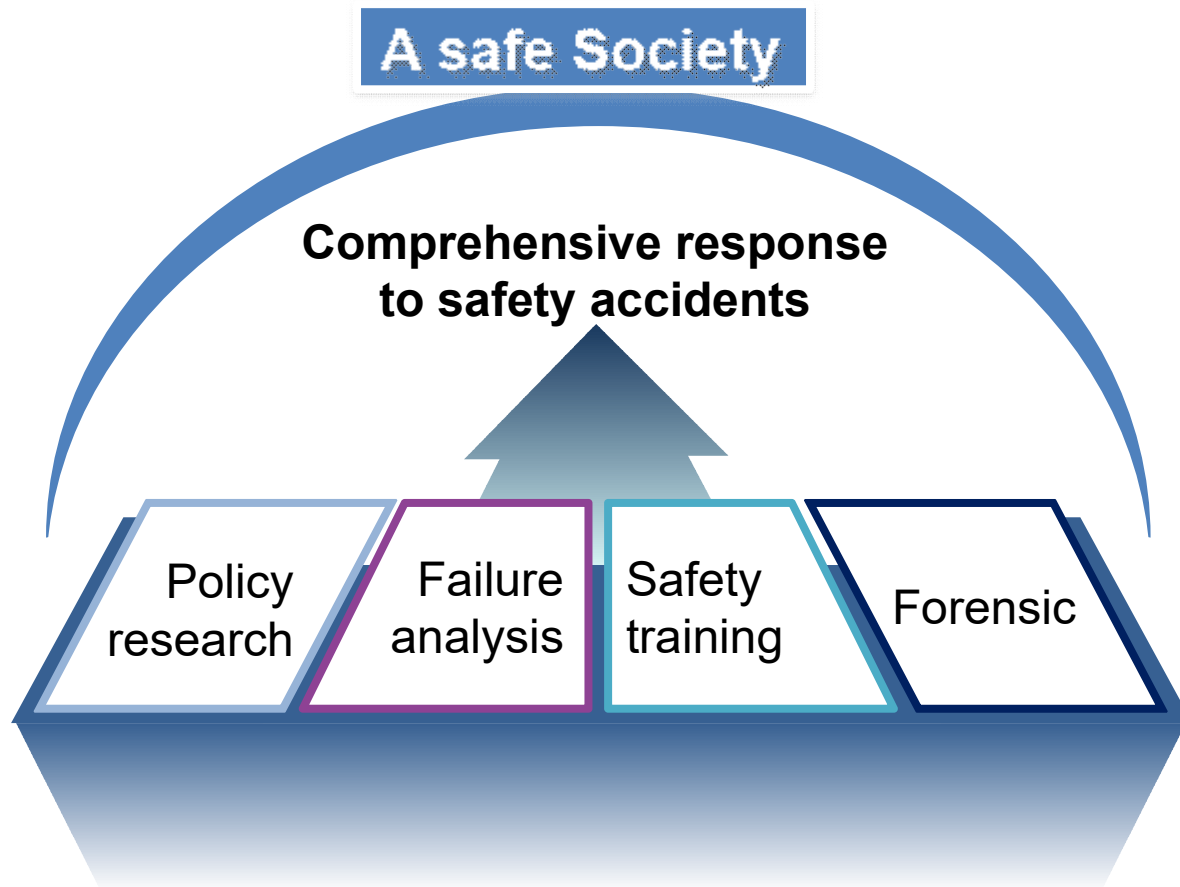 A safe Society
Comprehensive response
to safety accidents
Policy
research
Failure
analysis
Safety
training
Forensic